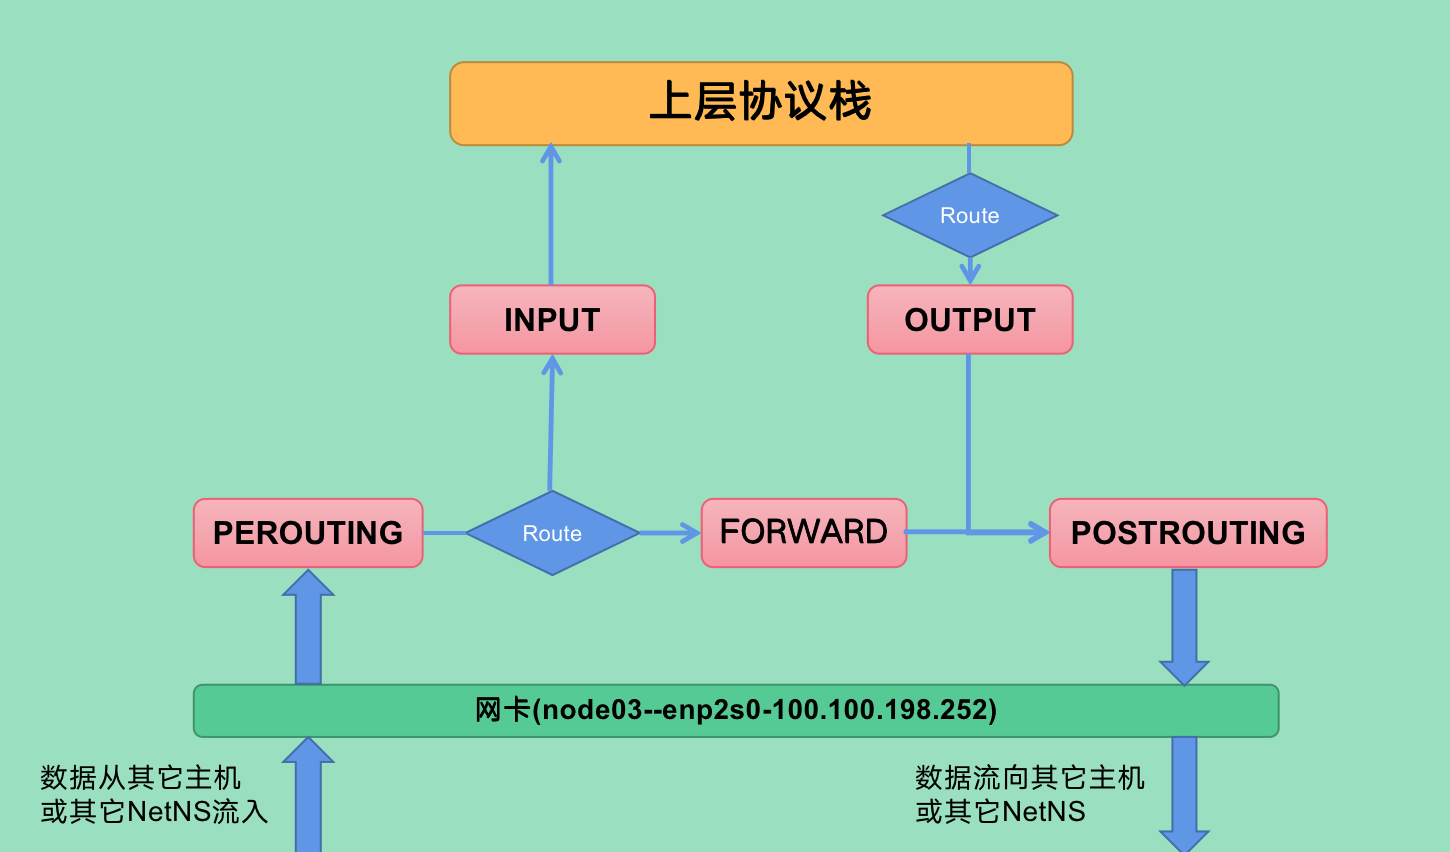 上层协议栈
Route
INPUT
OUTPUT
PEROUTING
Route
FORWARD
POSTROUTING
网卡(node03--enp2s0-100.100.198.252)
数据从其它主机
或其它NetNS流入
数据流向其它主机
或其它NetNS